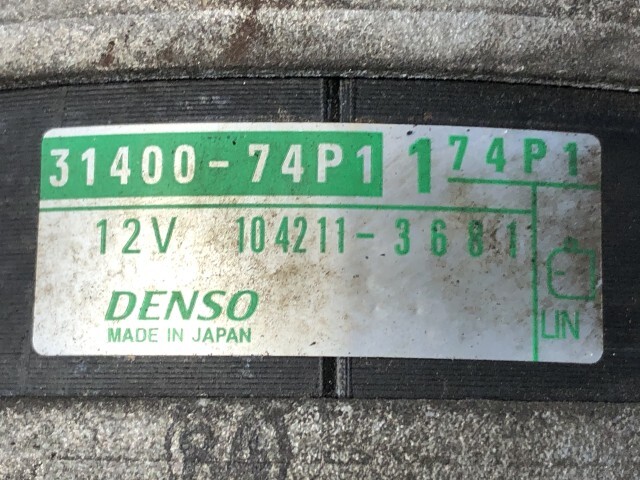 31400-74P1 1 74P1
12V 104211-3681
DENSO
MADE IN JAPAN
E
LIN